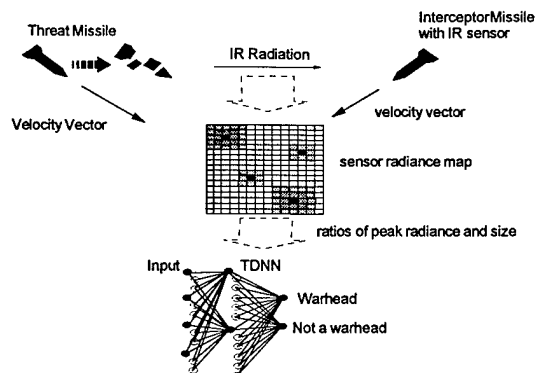 Threat Missile
InterceptorMissile
with IR sensor
IR Radiation
Velocity Vector
velocity vector
sensor radiance map
ratios of peak radiance and size
Input
TDNN
Warhead
Not a warhead